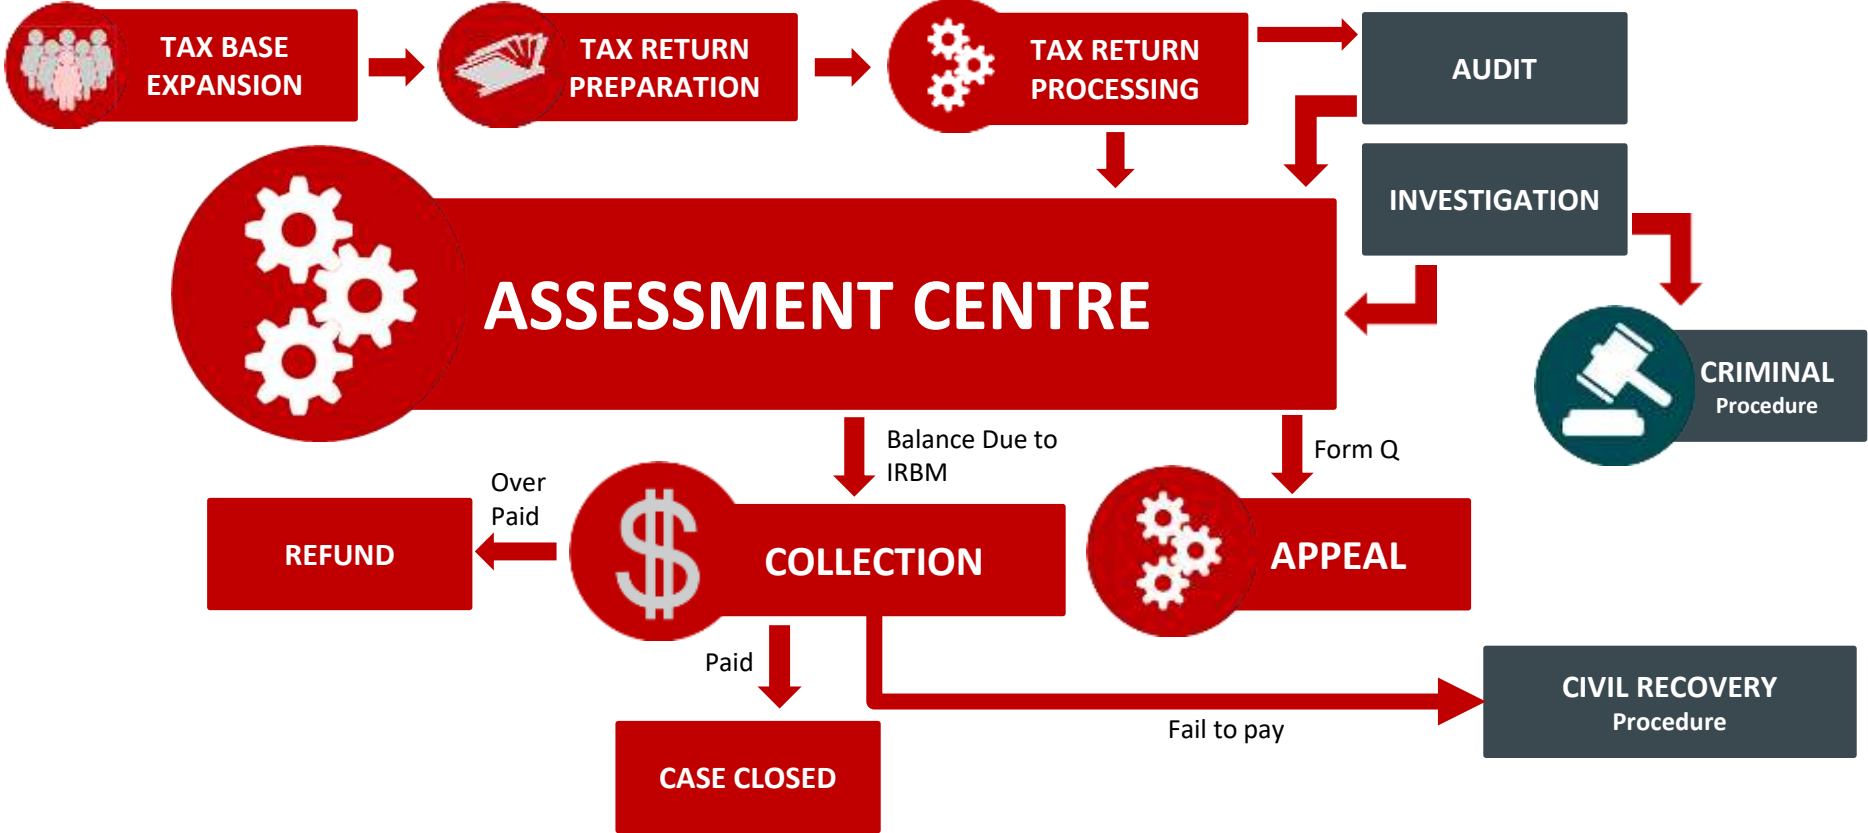 TAX BASE
EXPANSION
TAX RETURN
PREPARATION
TAX RETURN
PROCESSING
AUDIT
INVESTIGATION
ASSESSMENT CENTRE
CRIMINAL
Procedure
Balance Due to
IRBM
Form Q
Over
Paid
REFUND
COLLECTION
APPEAL
Paid
Fail to pay
CIVIL RECOVERY
Procedure
CASE CLOSED